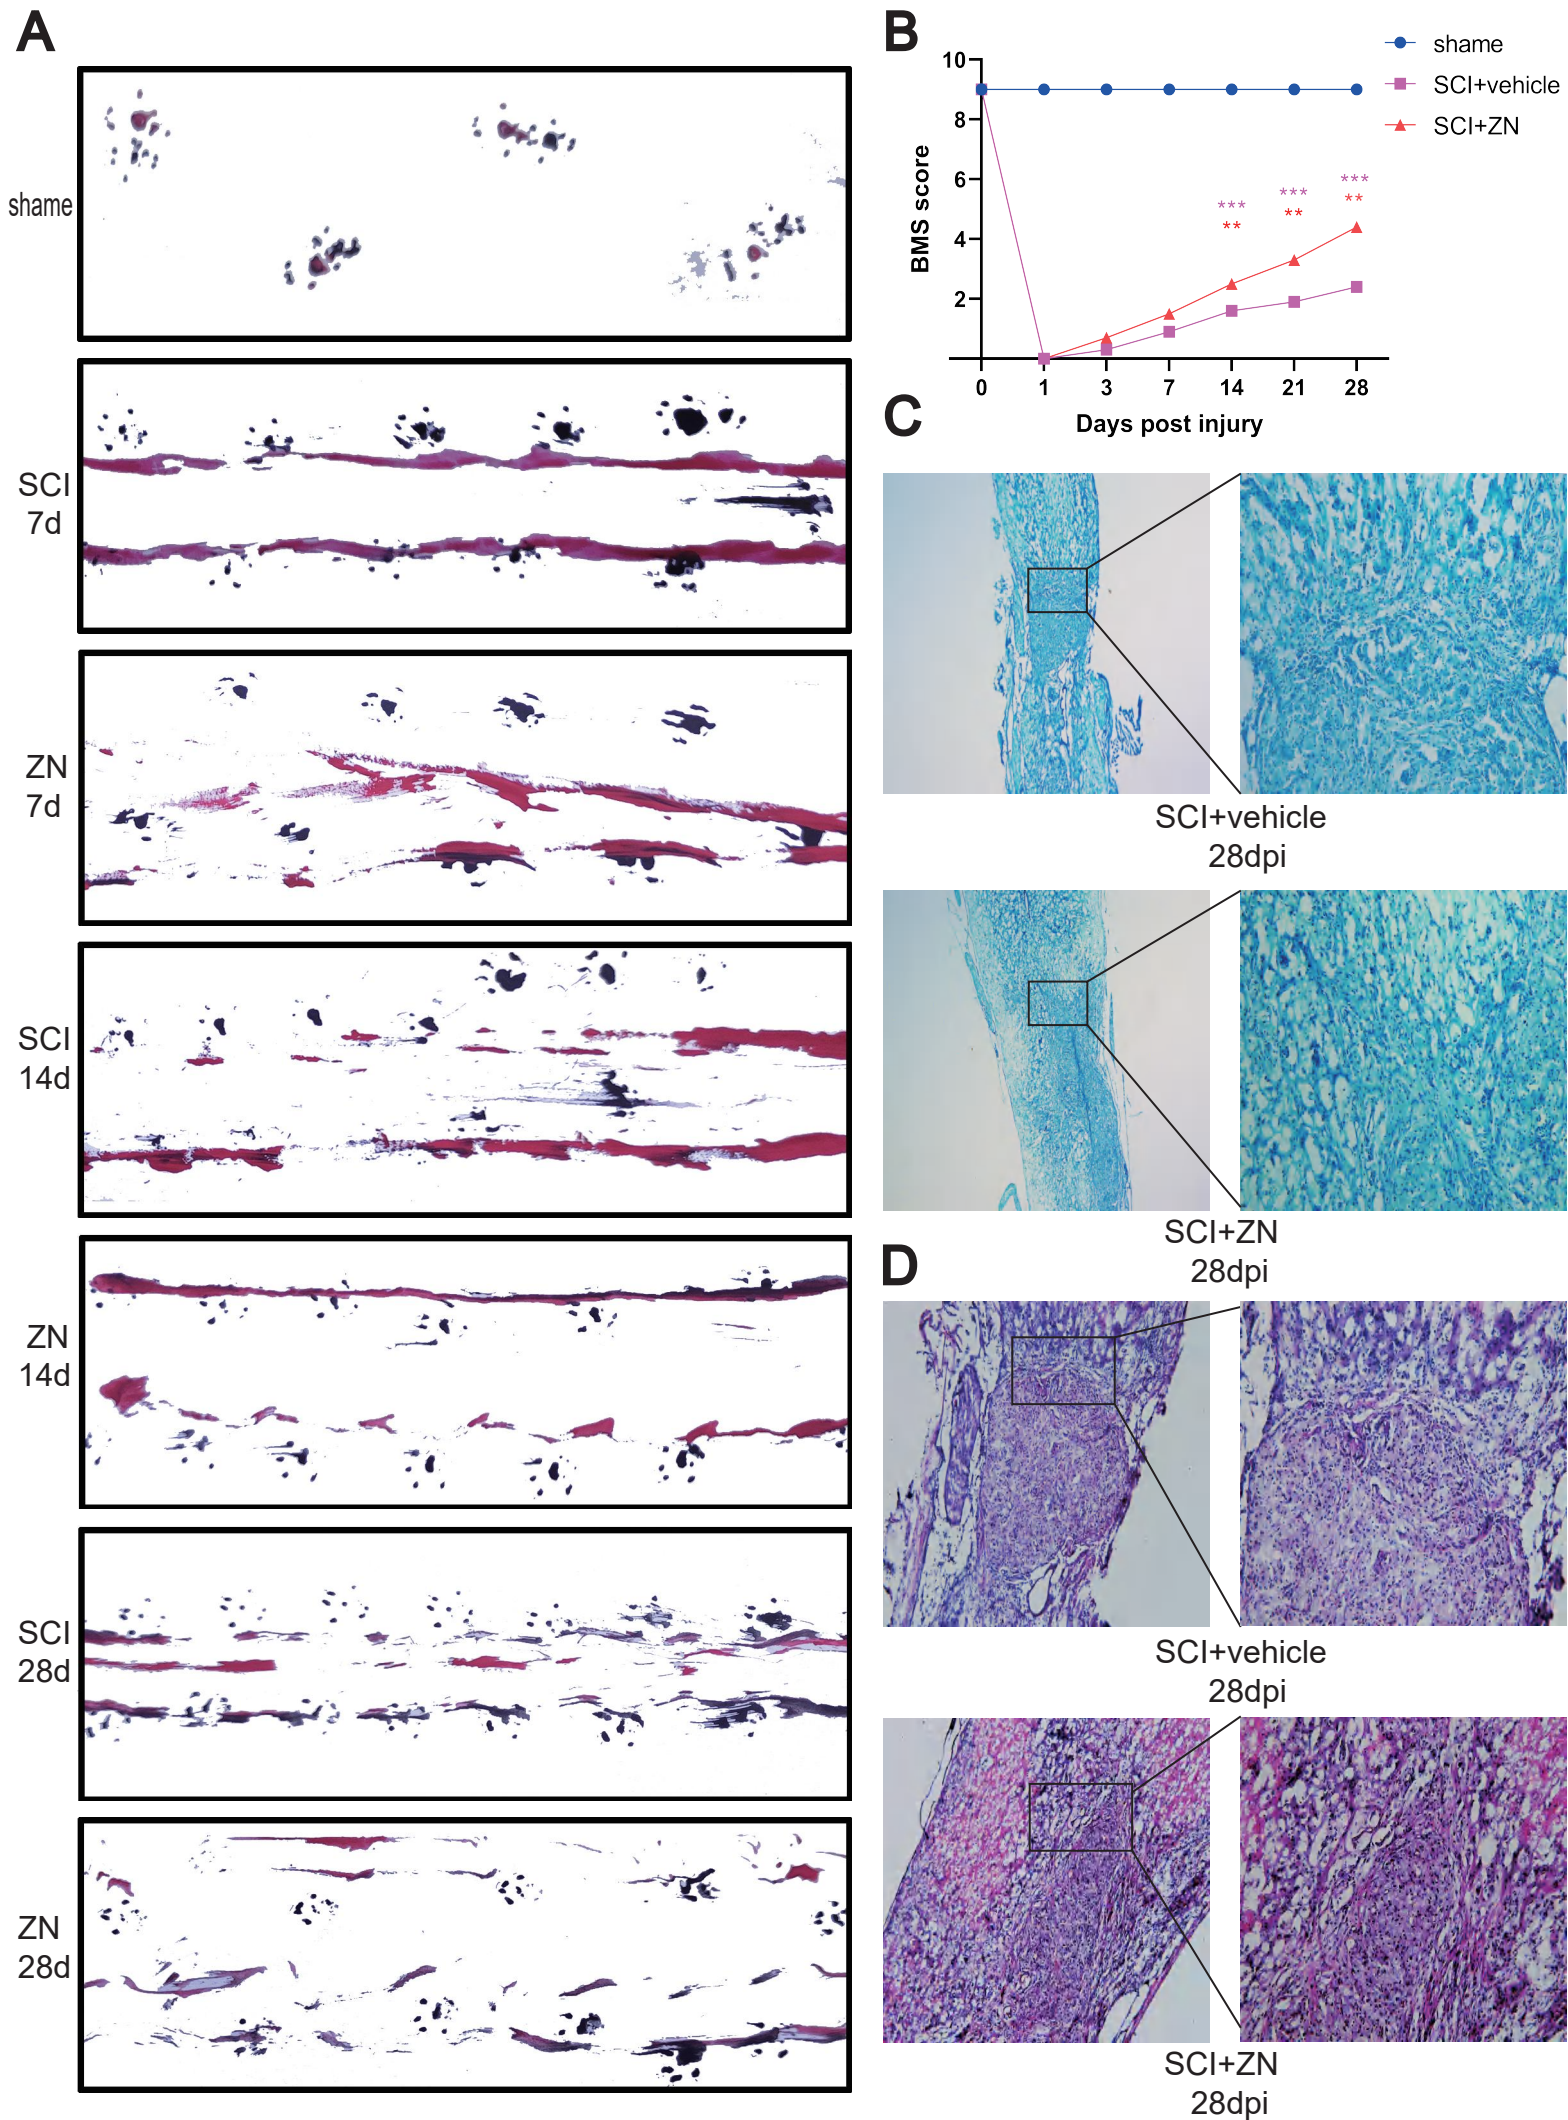 A
shame
SCI
7d
ZN
7d
SCI
14d
ZN
14d
SCI
28d
ZN
28d
B
shame
SCI+vehicle
SCI+ZN
BMS score
10
8
6
4
2
***
**
***
**
***
**
0 1 3 7 14 21 28
Days post injury
C
SCI+vehicle
28dpi
SCI+ZN
28dpi
D
SCI+vehicle
28dpi
SCI+ZN
28dpi